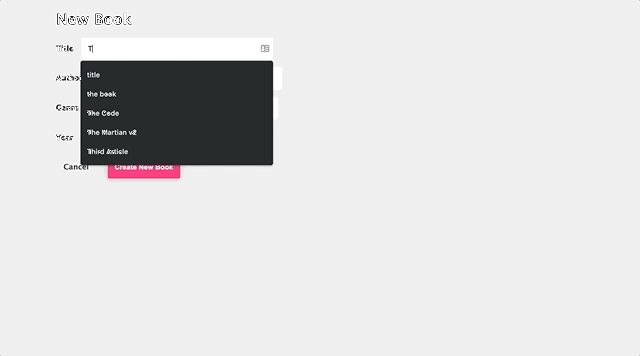 New Book
Title T
title
Author
the book
Genre
The Code
The Martian v2
Year
Third Article
Cancel Create New Book